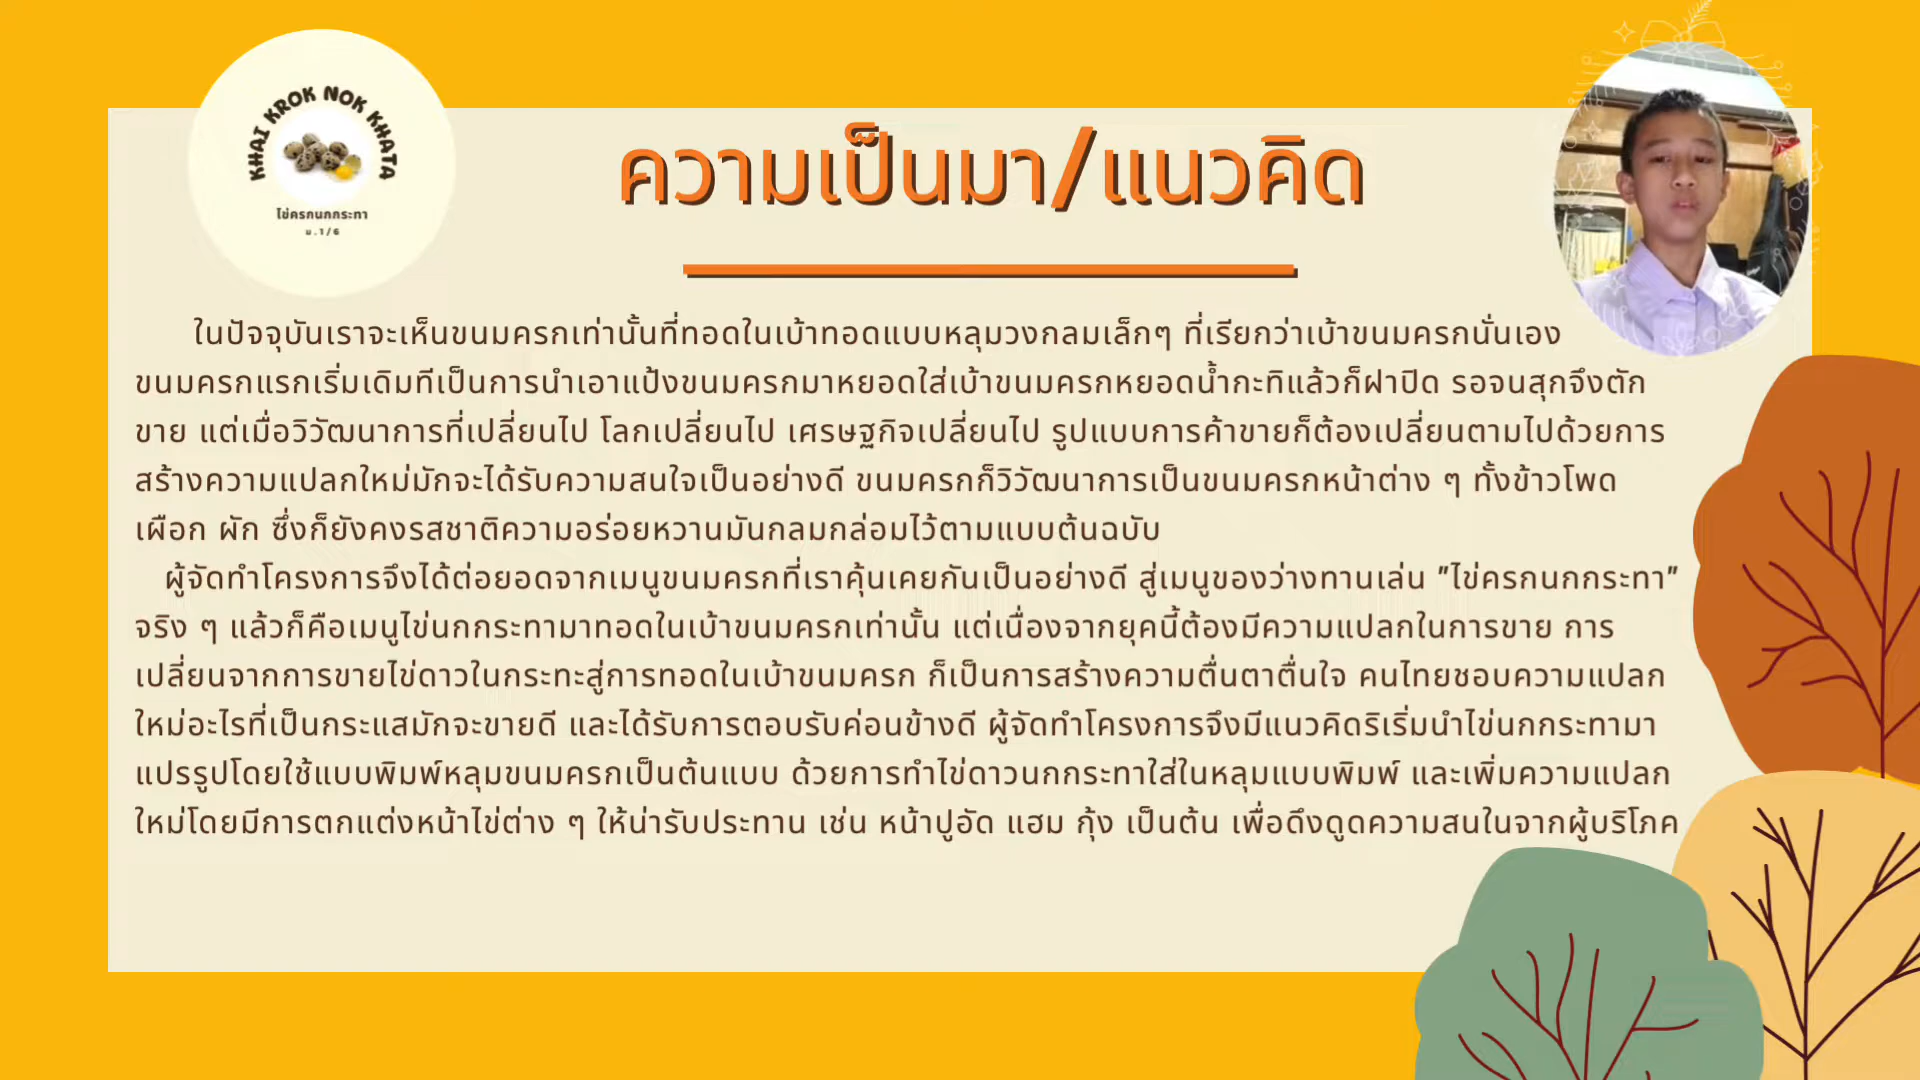 KHAI KROK NOK KHATA
ไข่ครกนกกระทา
ม.1/6
ความเป็นมา/แนวคิด
ในปัจจุบันเราจะเห็นขนมครกเท่านั้นที่ทอดในเบ้าทอดแบบหลุมวงกลมเล็กๆ ที่เรียกว่าเบ้าขนมครกนั่นเอง
ขนมครกแรกเริ่มเดิมทีเป็นการนำเอาแป้งขนมครกมาหยอดใส่เบ้าขนมครกหยอดน้ำกะทิแล้วก็ฝาปิด รอจนสุกจึงตัก
ขาย แต่เมื่อวิวัฒนาการที่เปลี่ยนไป โลกเปลี่ยนไป เศรษฐกิจเปลี่ยนไป รูปแบบการค้าขายก็ต้องเปลี่ยนตามไปด้วยการ
สร้างความแปลกใหม่มักจะได้รับความสนใจเป็นอย่างดี ขนมครกก็วิวัฒนาการเป็นขนมครกหน้าต่าง ๆ ทั้งข้าวโพด
เผือก ผัก ซึ่งก็ยังคงรสชาติความอร่อยหวานมันกลมกล่อมไว้ตามแบบต้นฉบับ
ผู้จัดทำโครงการจึงได้ต่อยอดจากเมนูขนมครกที่เราคุ้นเคยกันเป็นอย่างดี สู่เมนูของว่างทานเล่น "ไข่ครกนกกระทา"
จริง ๆ แล้วก็คือเมนูไข่นกกระทามาทอดในเบ้าขนมครกเท่านั้น แต่เนื่องจากยุคนี้ต้องมีความแปลกในการขาย การ
เปลี่ยนจากการขายไข่ดาวในกระทะสู่การทอดในเบ้าขนมครก ก็เป็นการสร้างความตื่นตาตื่นใจ คนไทยชอบความแปลก
ใหม่อะไรที่เป็นกระแสมักจะขายดี และได้รับการตอบรับค่อนข้างดี ผู้จัดทำโครงการจึงมีแนวคิดริเริ่มนำไข่นกกระทามา
แปรรูปโดยใช้แบบพิมพ์หลุมขนมครกเป็นต้นแบบ ด้วยการทำไข่ดาวนกกระทาใส่ในหลุมแบบพิมพ์ และเพิ่มความแปลก
ใหม่โดยมีการตกแต่งหน้าไข่ต่าง ๆ ให้น่ารับประทาน เช่น หน้าปูอัด แฮม กุ้ง เป็นต้น เพื่อดึงดูดความสนในจากผู้บริโภค